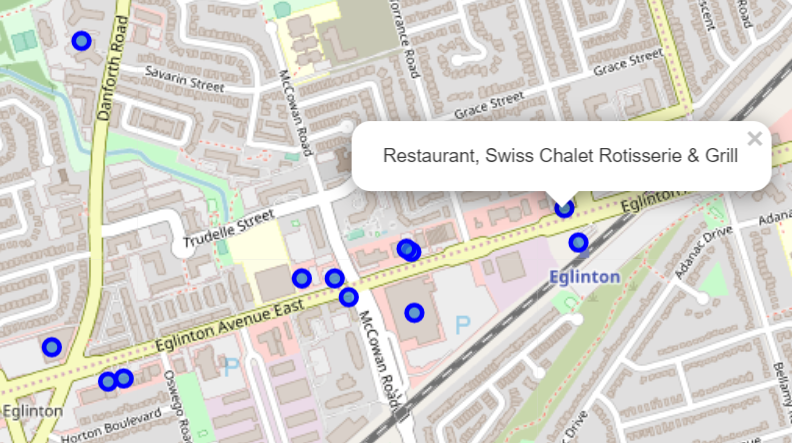 Danforth Road
Savarin Street
McCowan Road
Grace Street
Grace Street
Road
×
Restaurant, Swiss Chalet Rotisserie & Grill
Trudelle Street
Eglinton
Adanac Drive
Eglinton
P
Eglinton Avenue East
McCowan Road
P
Oswego Road
Eglinton
Horton Boulevard
Drive
Bellamy